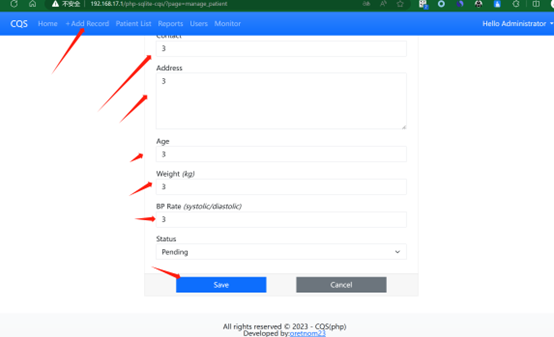 不安全 192.168.17.1/php-sqlite-cqs/?page=manage_patient
CQS Home +Add Record Patient List Reports Users Monitor Hello Administrator
Contact
3
Address
3
Age
3
Weight (kg)
3
BP Rate (systolic/diastolic)
3
Status
Pending
Save Cancel
All rights reserved © 2023 - CQS(php)
Developed by:oretnom23